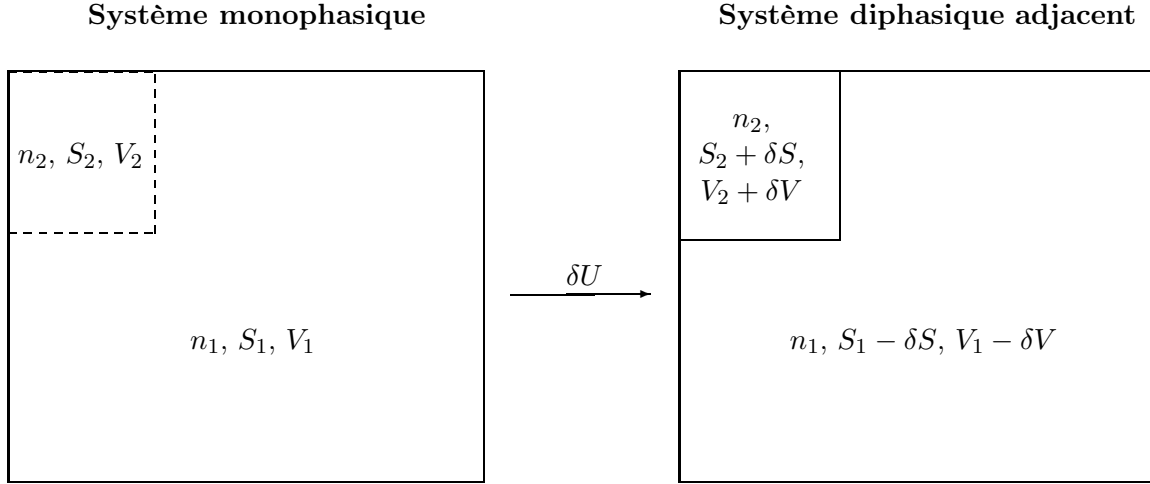 Système monophasique
Système diphasique adjacent
n₂, S₂, V₂
n₂,
S₂ + δS,
V₂ + δV
δU
n₁, S₁, V₁
n₁, S₁ − δS, V₁ − δV